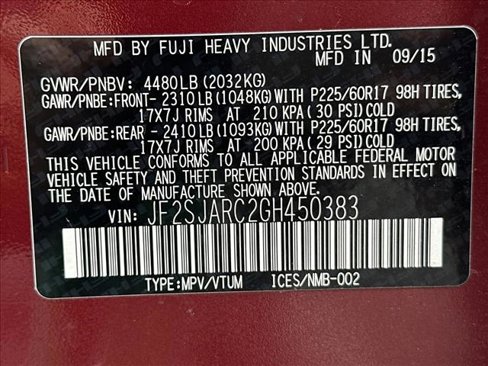 MFD BY FUJI HEAVY INDUSTRIES LTD.
MFD IN 09/15
GVWR/PNBV: 4480LB(2032KG)
GAWR/PNBE:FRONT- 2310LB(1048KG)WITH P225/60R17 98H TIRES,
17X7J RIMS AT 210 KPA(30 PSI)COLD
GAWR/PNBE:REAR - 2410LB(1093KG)WITH P225/60R17 98H TIRES,
17X7J RIMS AT 200 KPA(29 PSI)COLD
THIS VEHICLE CONFORMS TO ALL APPLICABLE FEDERAL MOTOR
VEHICLE SAFETY AND THEFT PREVENTION STANDARDS IN EFFECT
ON THE DATE OF MANUFACTURE SHOWN ABOVE.
VIN: JF2SJARC2GH450383
TYPE:MPV/VTUM ICES/NMB-002